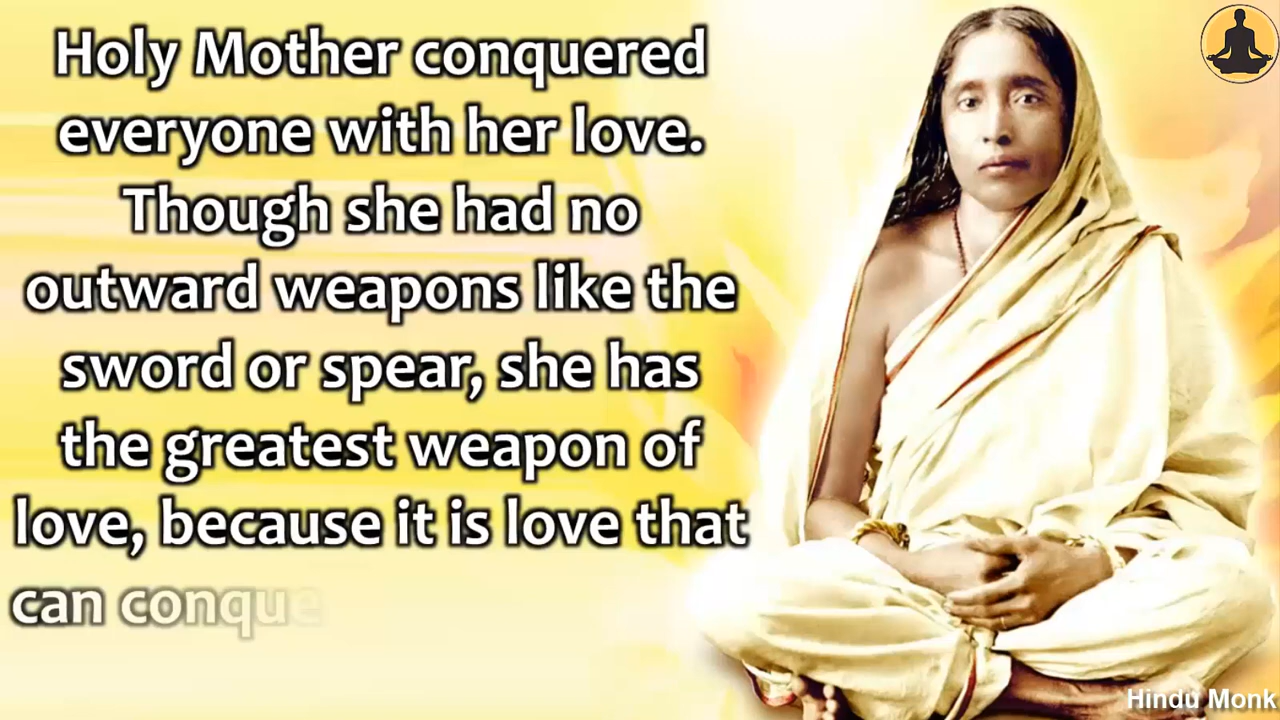 Holy Mother conquered
everyone with her love.
Though she had no
outward weapons like the
sword or spear, she has
the greatest weapon of
love, because it is love that
can conque
Hindu Monk